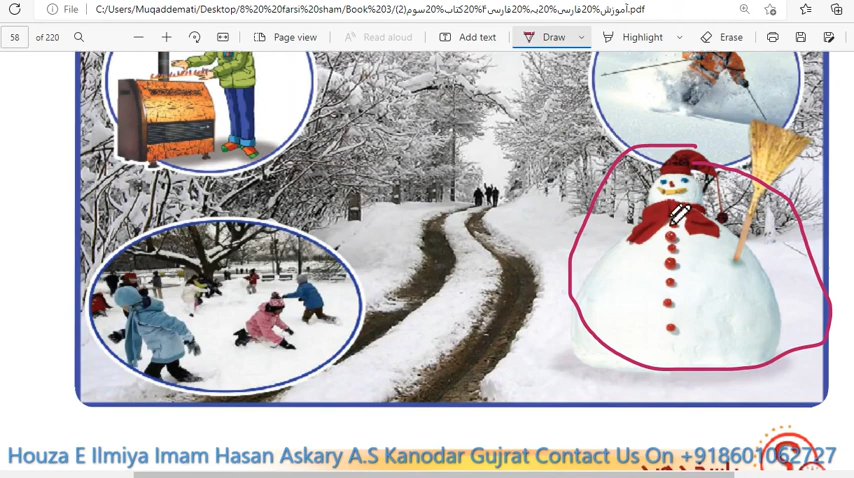 File C:/Users/Muqaddemati/Desktop/8%20%20farsi%20sham/Book%203/(2)آموزش%20فارسی%20به%20فارسی۴%20کتاب%20سوم.pdf
58 of 220 Page view Read aloud Add text Draw Highlight Erase
Houza E Ilmiya Imam Hasan Askary A.S Kanodar Gujrat Contact Us On +918601062727